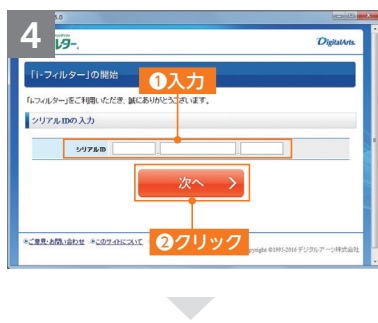 4
5.0
ルター.
DigitalArts.
「i-フィルター」の開始
❶入力
「i-フィルター」をご利用いただき、誠にありがとうございます。
シリアルIDの入力
シリアルID
次へ
❷クリック
ご意見・お問い合わせ このサイトについて
pyright ©1995-2016 デジタルアーツ株式会社